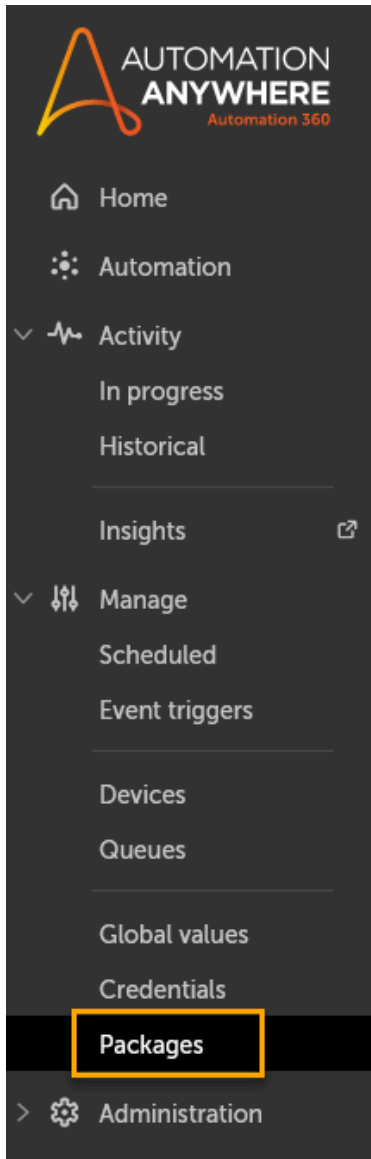 AUTOMATION
ANYWHERE
Automation 360
Home
Automation
Activity
In progress
Historical
Insights
Manage
Scheduled
Event triggers
Devices
Queues
Global values
Credentials
Packages
Administration